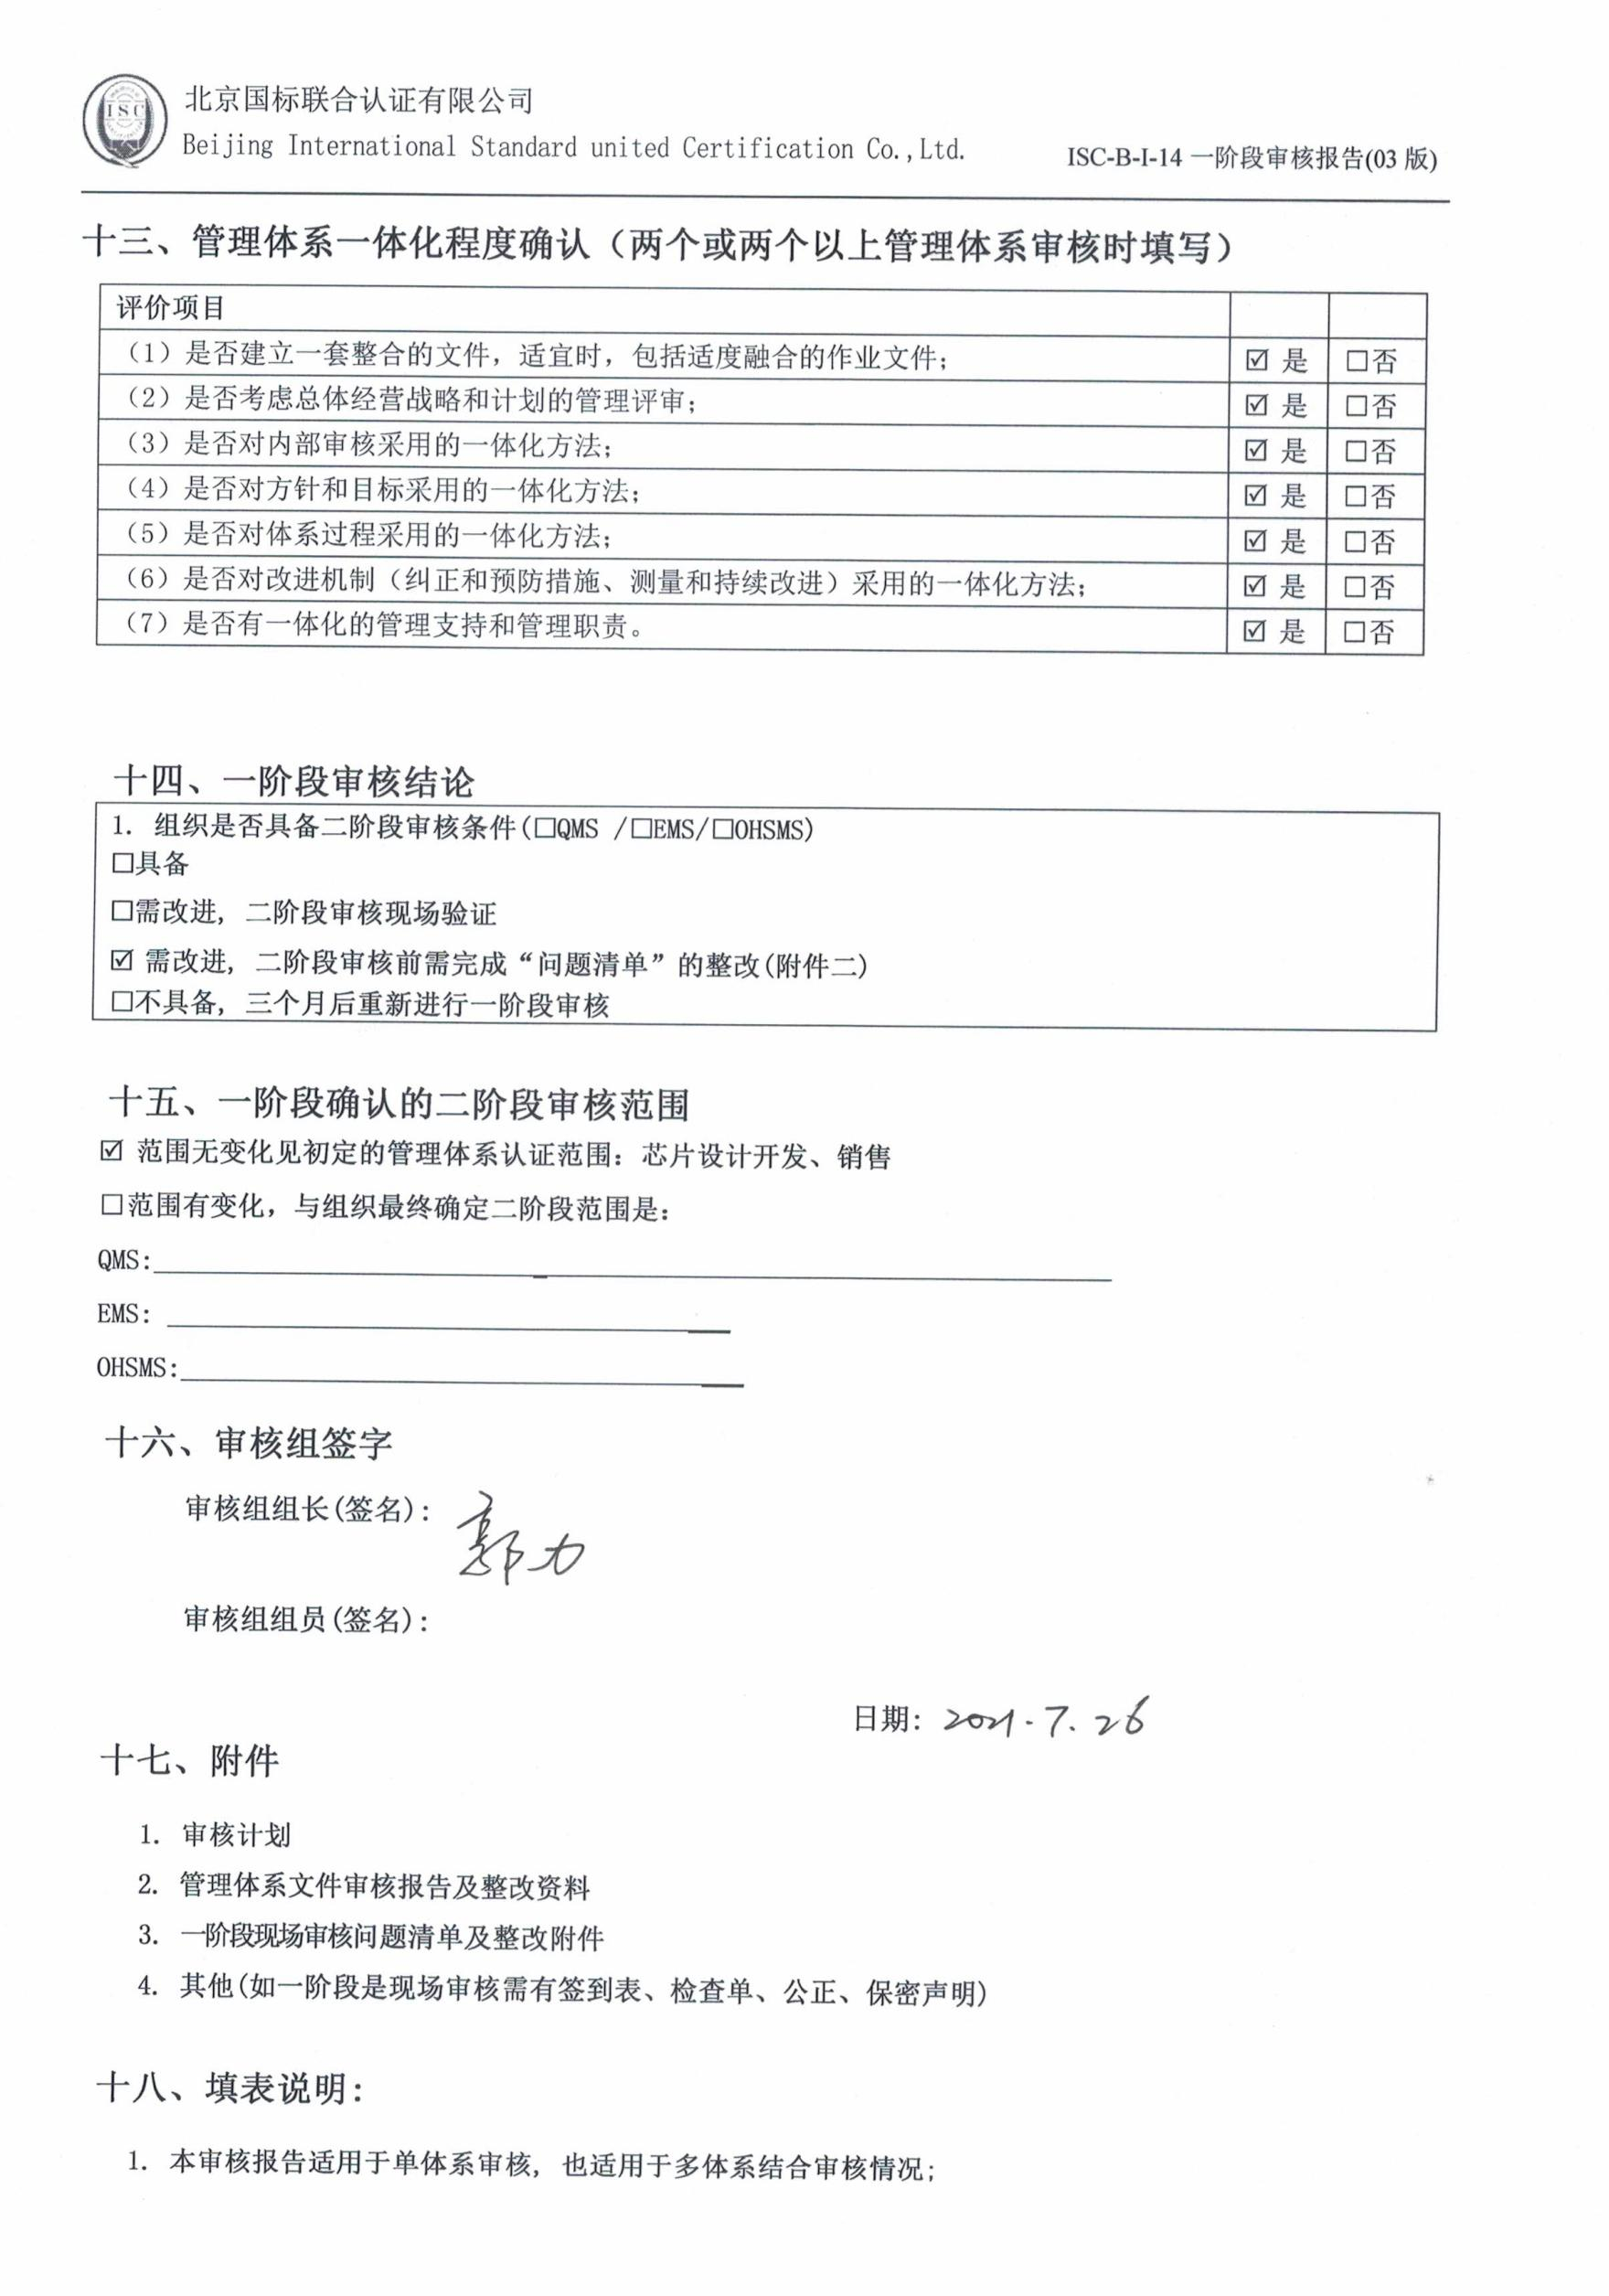 ISC
北京国标联合认证有限公司
Beijing International Standard united Certification Co.,Ltd.
ISC-B-I-14 一阶段审核报告(03 版)
十三、管理体系一体化程度确认（两个或两个以上管理体系审核时填写）
评价项目
（1）是否建立一套整合的文件，适宜时，包括适度融合的作业文件； ☑ 是 □否
（2）是否考虑总体经营战略和计划的管理评审； ☑ 是 □否
（3）是否对内部审核采用的一体化方法； ☑ 是 □否
（4）是否对方针和目标采用的一体化方法； ☑ 是 □否
（5）是否对体系过程采用的一体化方法； ☑ 是 □否
（6）是否对改进机制（纠正和预防措施、测量和持续改进）采用的一体化方法； ☑ 是 □否
（7）是否有一体化的管理支持和管理职责。 ☑ 是 □否
十四、一阶段审核结论
1. 组织是否具备二阶段审核条件(□QMS /□EMS/□OHSMS)
□具备
□需改进，二阶段审核现场验证
☑ 需改进，二阶段审核前需完成“问题清单”的整改(附件二)
□不具备，三个月后重新进行一阶段审核
十五、一阶段确认的二阶段审核范围
☑ 范围无变化见初定的管理体系认证范围：芯片设计开发、销售
□范围有变化，与组织最终确定二阶段范围是：
QMS:
EMS:
OHSMS:
十六、审核组签字
审核组组长(签名)： 郭力
审核组组员(签名)：
日期： 2021.7.26
十七、附件
1. 审核计划
2. 管理体系文件审核报告及整改资料
3. 一阶段现场审核问题清单及整改附件
4. 其他(如一阶段是现场审核需有签到表、检查单、公正、保密声明)
十八、填表说明：
1. 本审核报告适用于单体系审核，也适用于多体系结合审核情况；